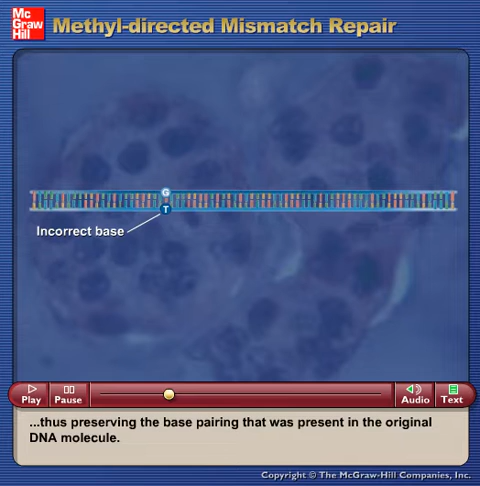 Mc
Graw
Hill
Methyl-directed Mismatch Repair
G
T
Incorrect base
Play
Pause
Audio
Text
...thus preserving the base pairing that was present in the original
DNA molecule.
Copyright © The McGraw-Hill Companies, Inc.